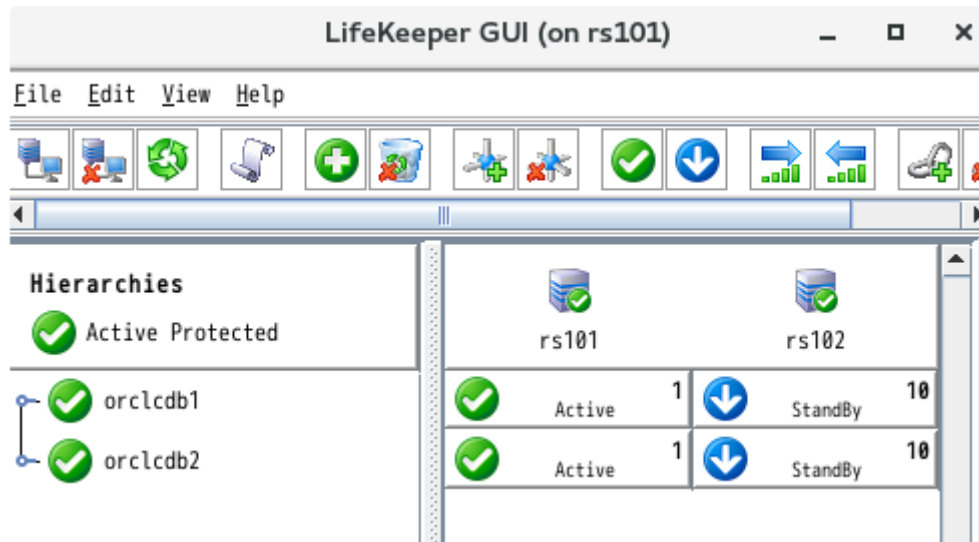 LifeKeeper GUI (on rs101)
File Edit View Help
Hierarchies
Active Protected
rs101 rs102
orclcdb1 Active 1 StandBy 10
orclcdb2 Active 1 StandBy 10